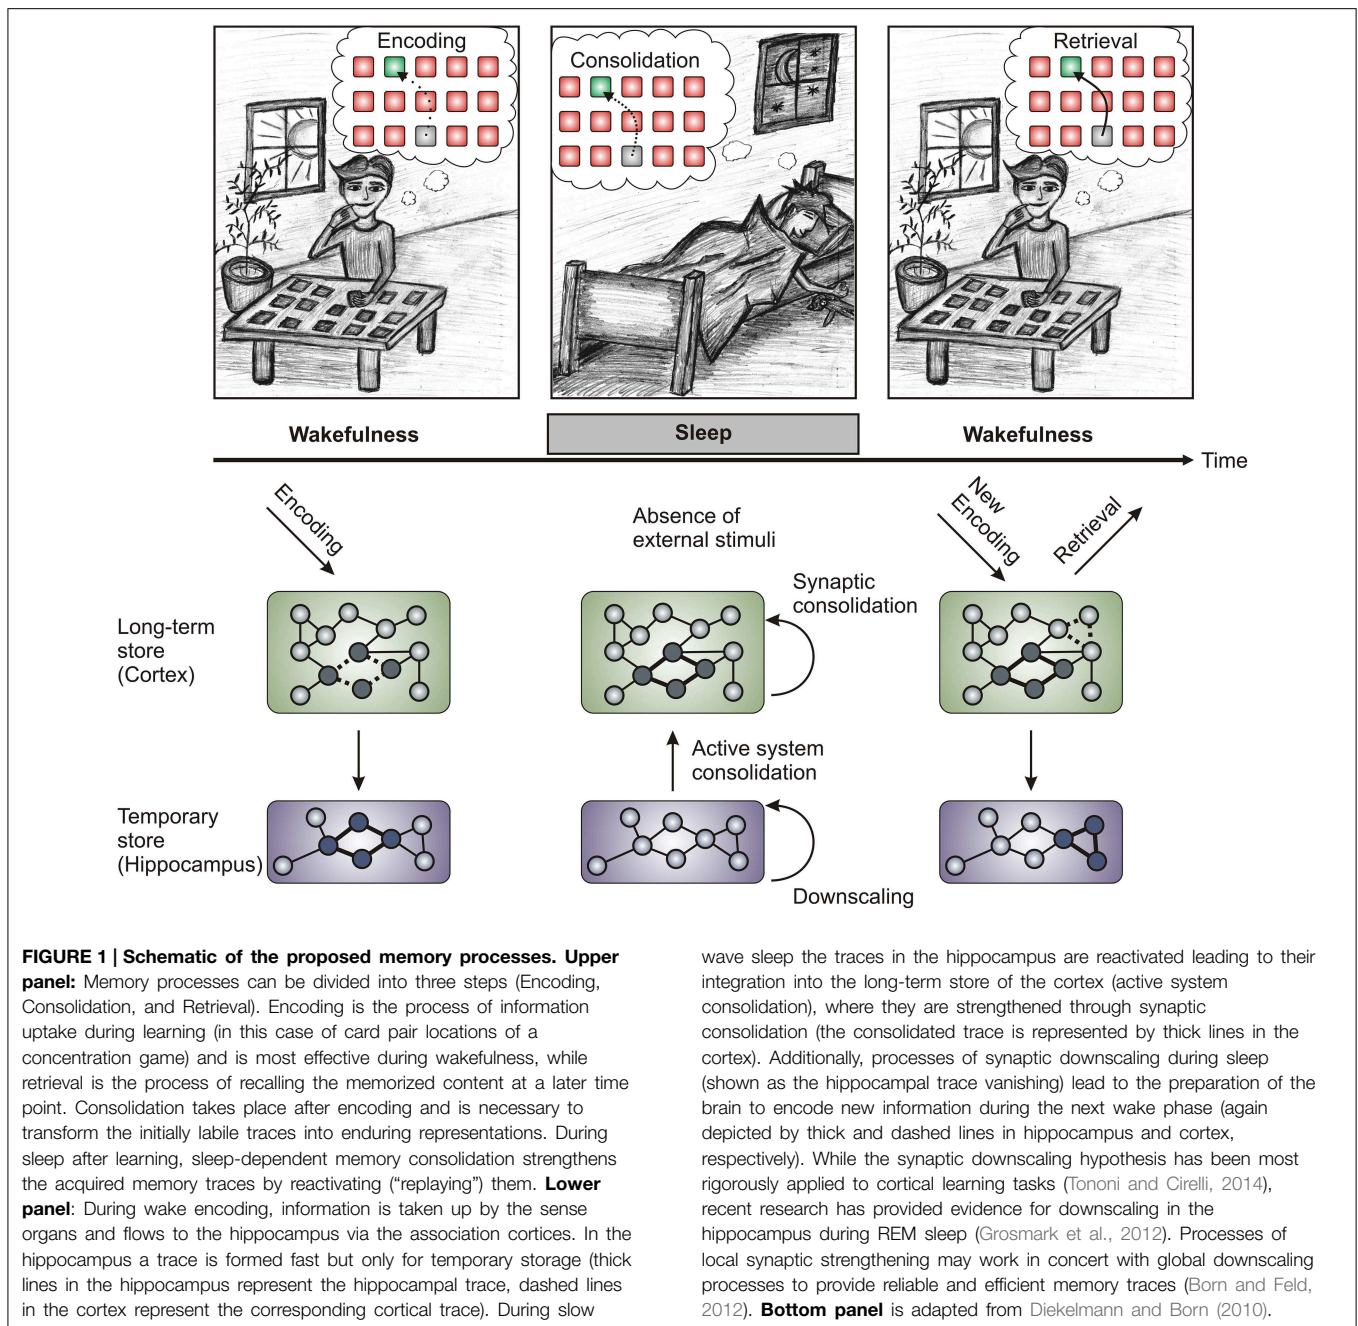 Encoding
Consolidation
Retrieval
Wakefulness
Sleep
Wakefulness
Time
Encoding
Absence of
external stimuli
New
Encoding
Retrieval
Synaptic
consolidation
Long-term
store
(Cortex)
Active system
consolidation
Temporary
store
(Hippocampus)
Downscaling
FIGURE 1 | Schematic of the proposed memory processes. Upper
panel: Memory processes can be divided into three steps (Encoding,
Consolidation, and Retrieval). Encoding is the process of information
uptake during learning (in this case of card pair locations of a
concentration game) and is most effective during wakefulness, while
retrieval is the process of recalling the memorized content at a later time
point. Consolidation takes place after encoding and is necessary to
transform the initially labile traces into enduring representations. During
sleep after learning, sleep-dependent memory consolidation strengthens
the acquired memory traces by reactivating (“replaying”) them. Lower
panel: During wake encoding, information is taken up by the sense
organs and flows to the hippocampus via the association cortices. In the
hippocampus a trace is formed fast but only for temporary storage (thick
lines in the hippocampus represent the hippocampal trace, dashed lines
in the cortex represent the corresponding cortical trace). During slow
wave sleep the traces in the hippocampus are reactivated leading to their
integration into the long-term store of the cortex (active system
consolidation), where they are strengthened through synaptic
consolidation (the consolidated trace is represented by thick lines in the
cortex). Additionally, processes of synaptic downscaling during sleep
(shown as the hippocampal trace vanishing) lead to the preparation of the
brain to encode new information during the next wake phase (again
depicted by thick and dashed lines in hippocampus and cortex,
respectively). While the synaptic downscaling hypothesis has been most
rigorously applied to cortical learning tasks (Tononi and Cirelli, 2014),
recent research has provided evidence for downscaling in the
hippocampus during REM sleep (Grosmark et al., 2012). Processes of
local synaptic strengthening may work in concert with global downscaling
processes to provide reliable and efficient memory traces (Born and Feld,
2012). Bottom panel is adapted from Diekelmann and Born (2010).